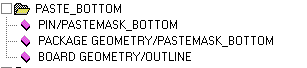 PASTE_BOTTOM
PIN/PASTEMASK_BOTTOM
PACKAGE GEOMETRY/PASTEMASK_BOTTOM
BOARD GEOMETRY/OUTLINE